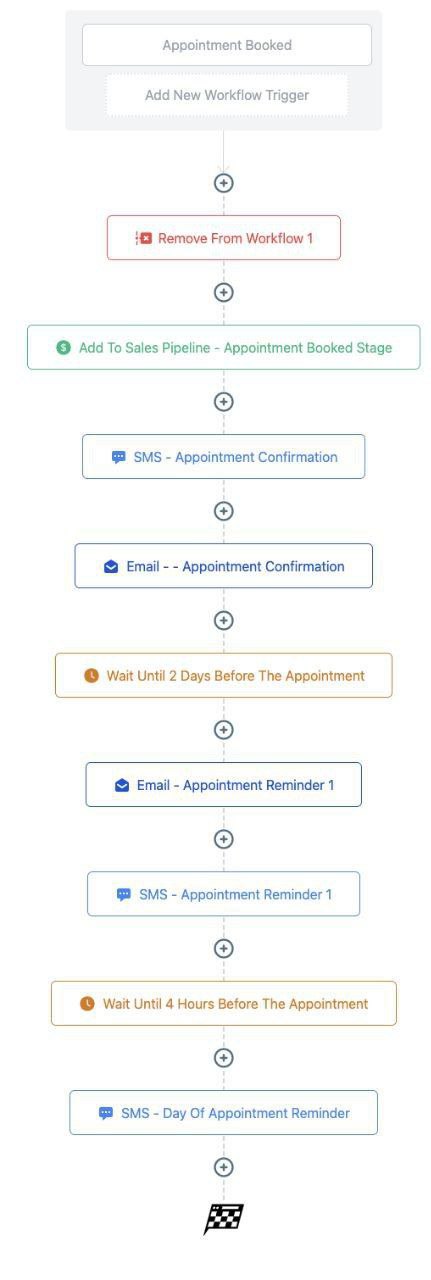 Appointment Booked
Add New Workflow Trigger
Remove From Workflow 1
Add To Sales Pipeline - Appointment Booked Stage
SMS - Appointment Confirmation
Email - - Appointment Confirmation
Wait Until 2 Days Before The Appointment
Email - Appointment Reminder 1
SMS - Appointment Reminder 1
Wait Until 4 Hours Before The Appointment
SMS - Day Of Appointment Reminder